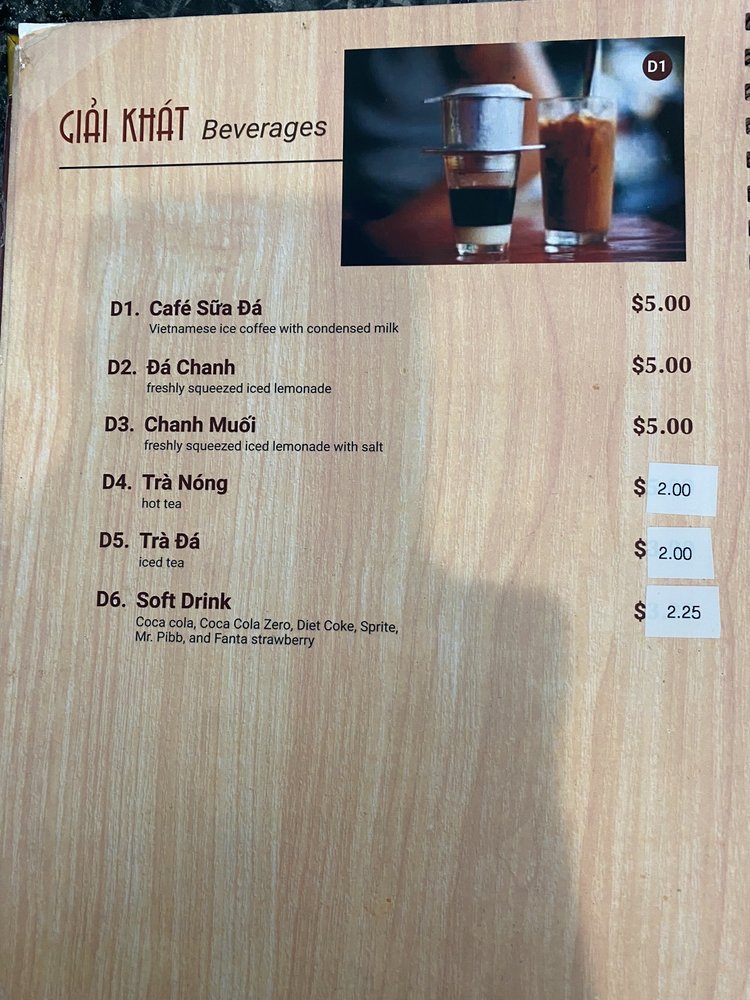 D1
GIẢI KHÁT Beverages
D1. Café Sữa Đá $5.00
Vietnamese ice coffee with condensed milk
D2. Đá Chanh $5.00
freshly squeezed iced lemonade
D3. Chanh Muối $5.00
freshly squeezed iced lemonade with salt
D4. Trà Nóng $2.00
hot tea
D5. Trà Đá $2.00
iced tea
D6. Soft Drink $2.25
Coca cola, Coca Cola Zero, Diet Coke, Sprite,
Mr. Pibb, and Fanta strawberry